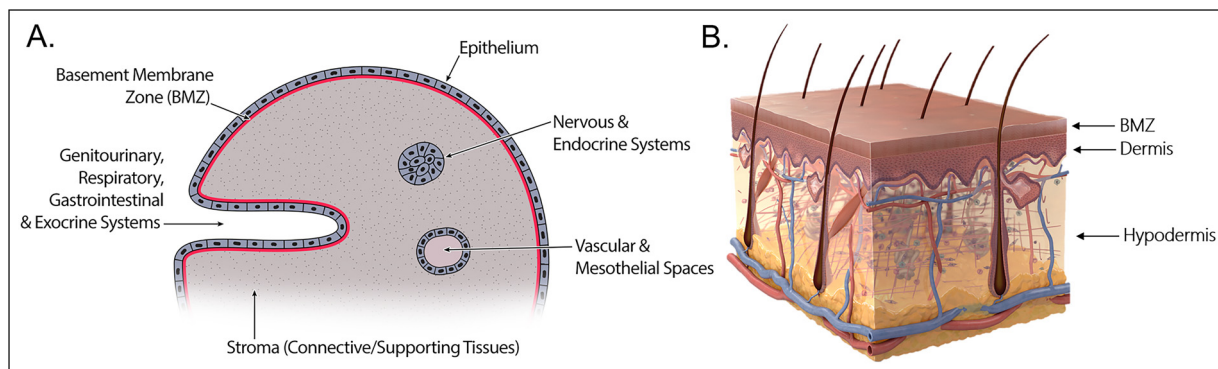 A.
Epithelium
Basement Membrane
Zone (BMZ)
Nervous &
Endocrine Systems
Genitourinary,
Respiratory,
Gastrointestinal
& Exocrine Systems
Vascular &
Mesothelial Spaces
Stroma (Connective/Supporting Tissues)
B.
BMZ
Dermis
Hypodermis